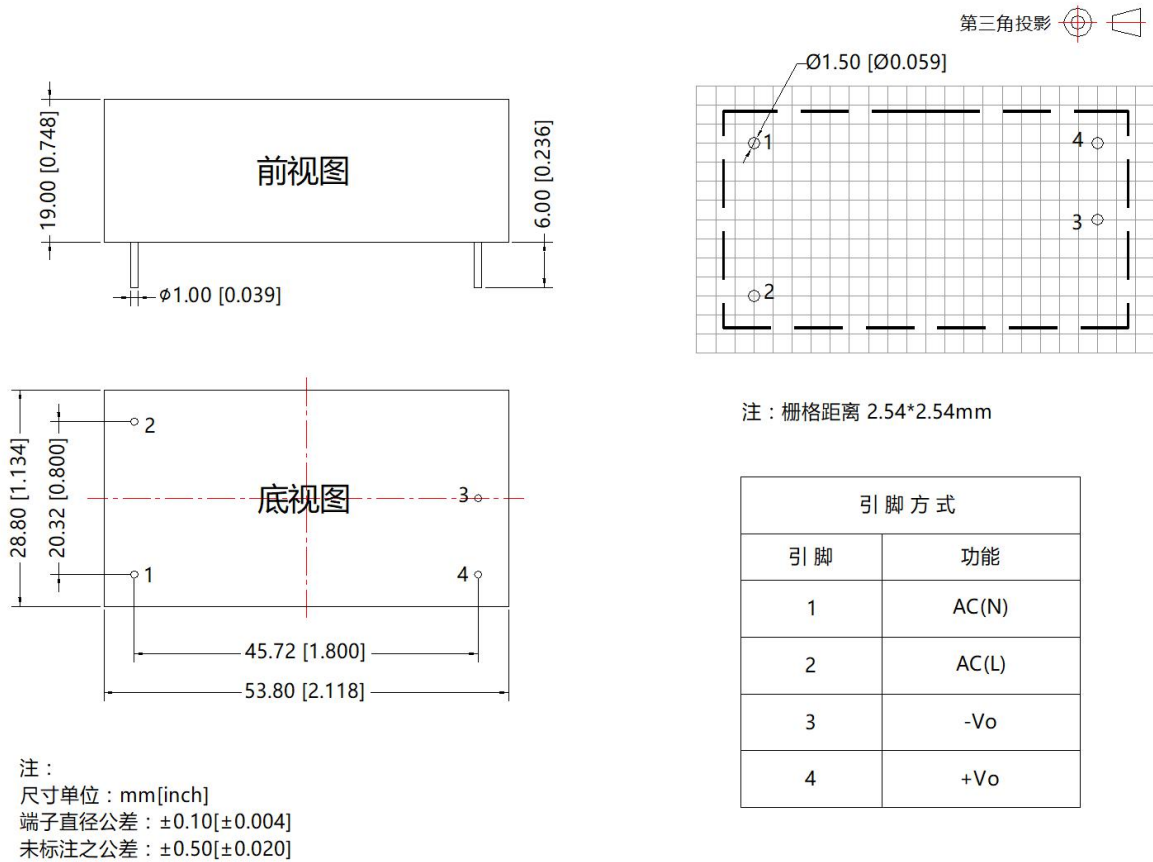 第三角投影
Ø1.50 [Ø0.059]
19.00 [0.748]
前视图
6.00 [0.236]
ϕ1.00 [0.039]
1
4
3
2
28.80 [1.134]
20.32 [0.800]
2
底视图
3
1
4
45.72 [1.800]
53.80 [2.118]
注：栅格距离 2.54*2.54mm
引 脚 方 式
引 脚 功能
1 AC(N)
2 AC(L)
3 -Vo
4 +Vo
注：
尺寸单位：mm[inch]
端子直径公差：±0.10[±0.004]
未标注之公差：±0.50[±0.020]